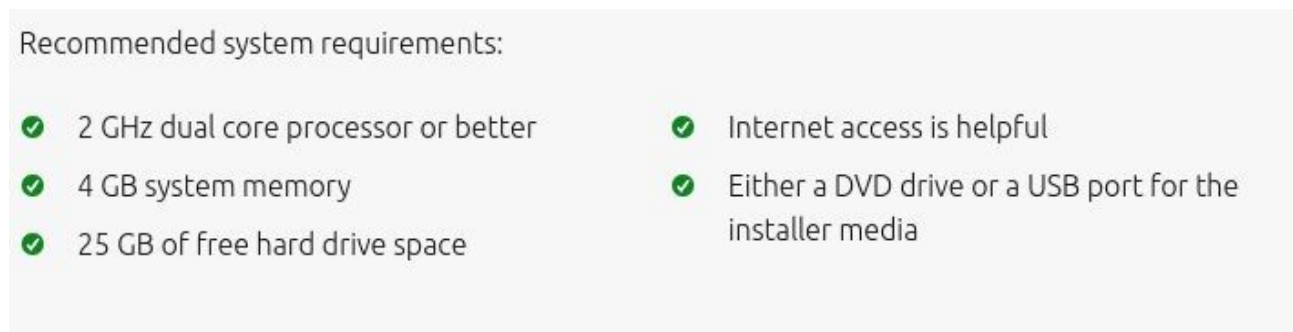 Recommended system requirements:
2 GHz dual core processor or better
4 GB system memory
25 GB of free hard drive space
Internet access is helpful
Either a DVD drive or a USB port for the
installer media